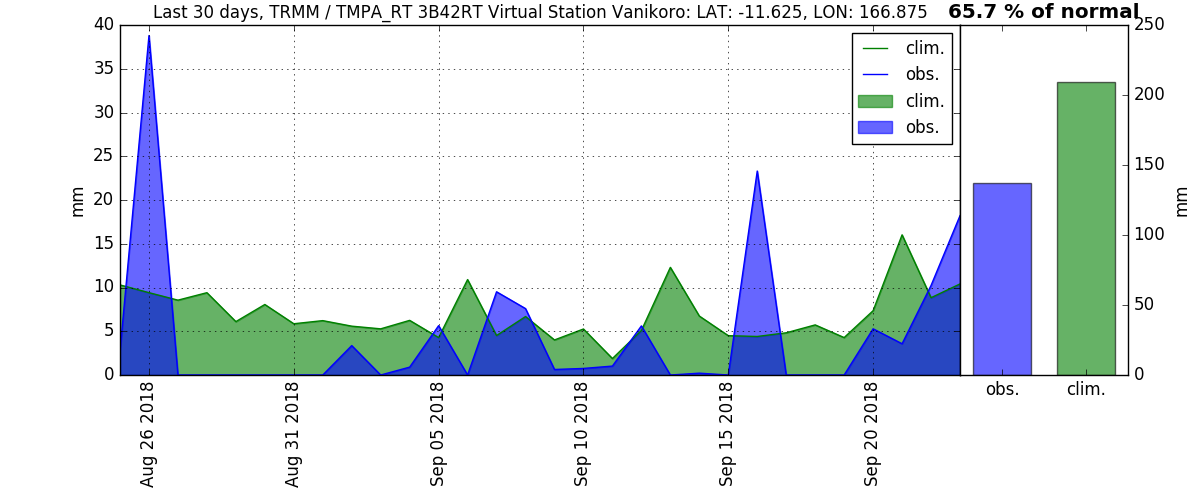 Last 30 days, TRMM / TMPA_RT 3B42RT Virtual Station Vanikoro: LAT: -11.625, LON: 166.875
65.7 % of normal
40
35
30
25
20
15
10
5
0
mm
clim.
obs.
clim.
obs.
Aug 26 2018
Aug 31 2018
Sep 05 2018
Sep 10 2018
Sep 15 2018
Sep 20 2018
250
200
150
100
50
0
mm
obs.
clim.